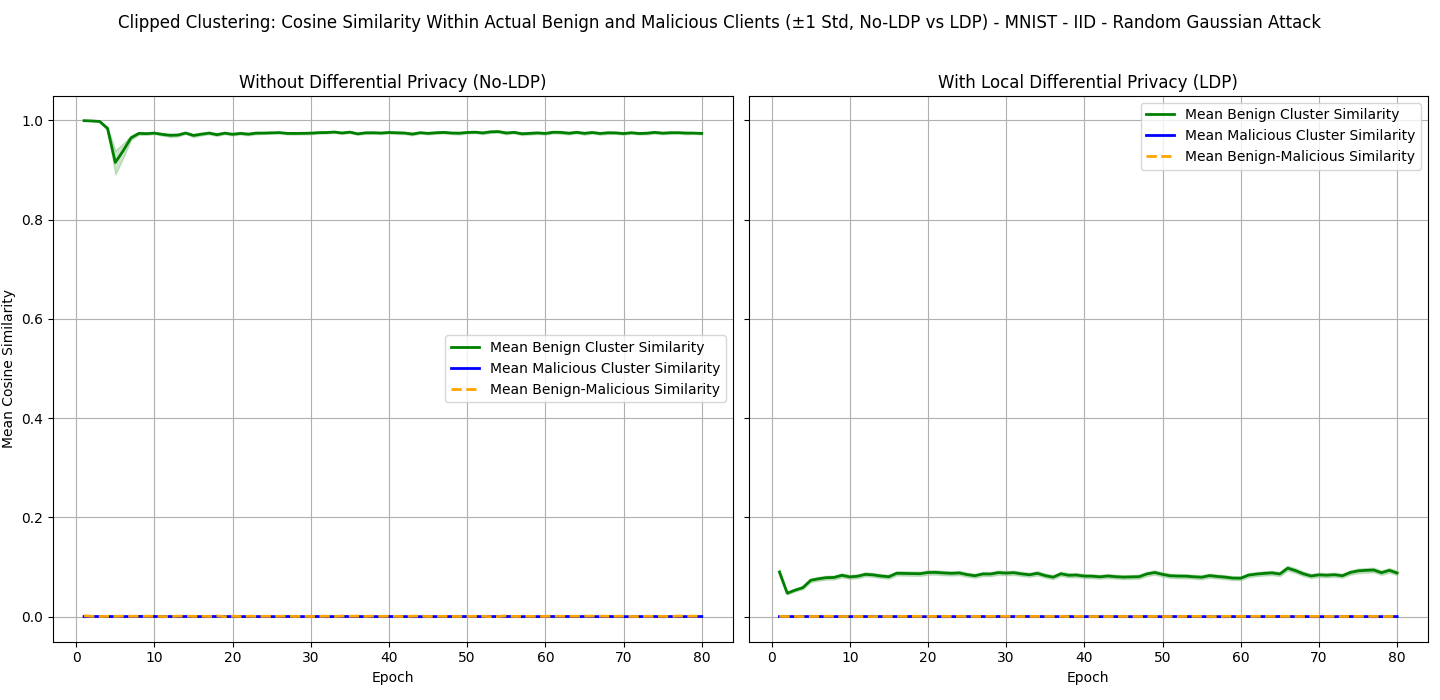 Clipped Clustering: Cosine Similarity Within Actual Benign and Malicious Clients (±1 Std, No-LDP vs LDP) - MNIST - IID - Random Gaussian Attack
Without Differential Privacy (No-LDP)
Mean Cosine Similarity
1.0
0.8
0.6
0.4
0.2
0.0
Mean Benign Cluster Similarity
Mean Malicious Cluster Similarity
Mean Benign-Malicious Similarity
0 10 20 30 40 50 60 70 80
Epoch
With Local Differential Privacy (LDP)
Mean Benign Cluster Similarity
Mean Malicious Cluster Similarity
Mean Benign-Malicious Similarity
0 10 20 30 40 50 60 70 80
Epoch